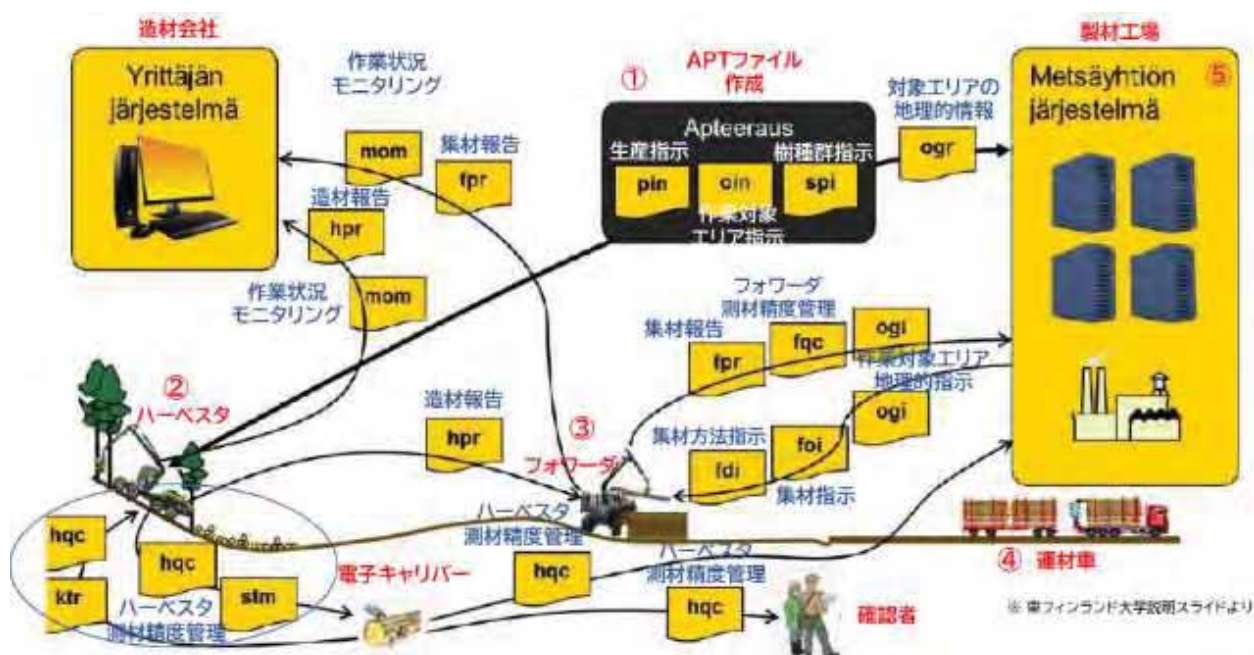 造材会社
Yrittäjän
järjestelmä
作業状況
モニタリング
mom
集材報告
fpr
造材報告
hpr
作業状況
モニタリング
mom
①
APTファイル
作成
Apteeraus
生産指示
樹種群指示
pin
oin
spi
作業対象
エリア指示
対象エリアの
地理的情報
ogr
製材工場
Metsäyhtiön
järjestelmä
⑤
フォワーダ
測材精度管理
集材報告
fpr
fqc
ogi
作業対象エリア
地理的指示
ogi
集材方法指示
foi
fdi
集材指示
②
ハーベスタ
造材報告
hpr
③
フォワーダ
ハーベスタ
測材精度管理
hqc
ハーベスタ
測材精度管理
hqc
hqc
hqc
ktr
stm
ハーベスタ
測材精度管理
電子キャリパー
確認者
④ 運材車
※ 東フィンランド大学説明スライドより